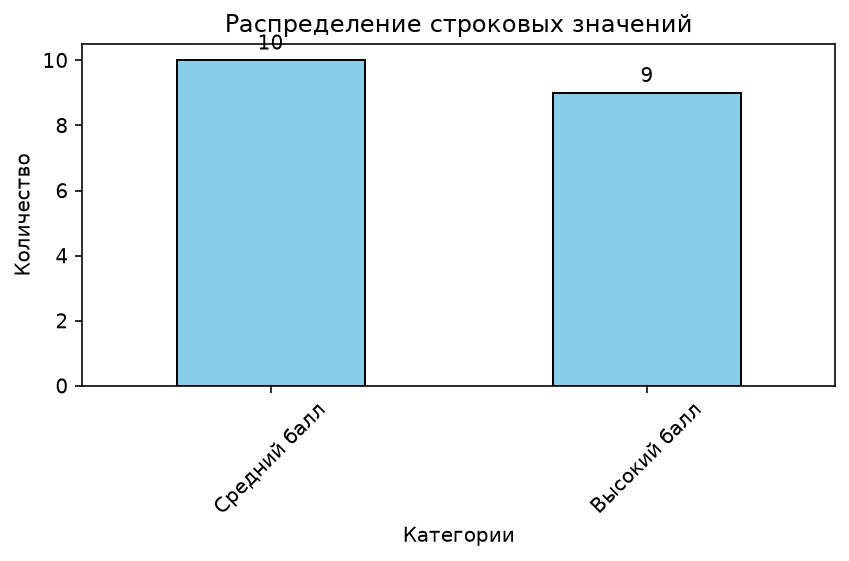 Распределение строковых значений
10
9
10
8
6
4
2
0
Количество
Средний балл
Высокий балл
Категории